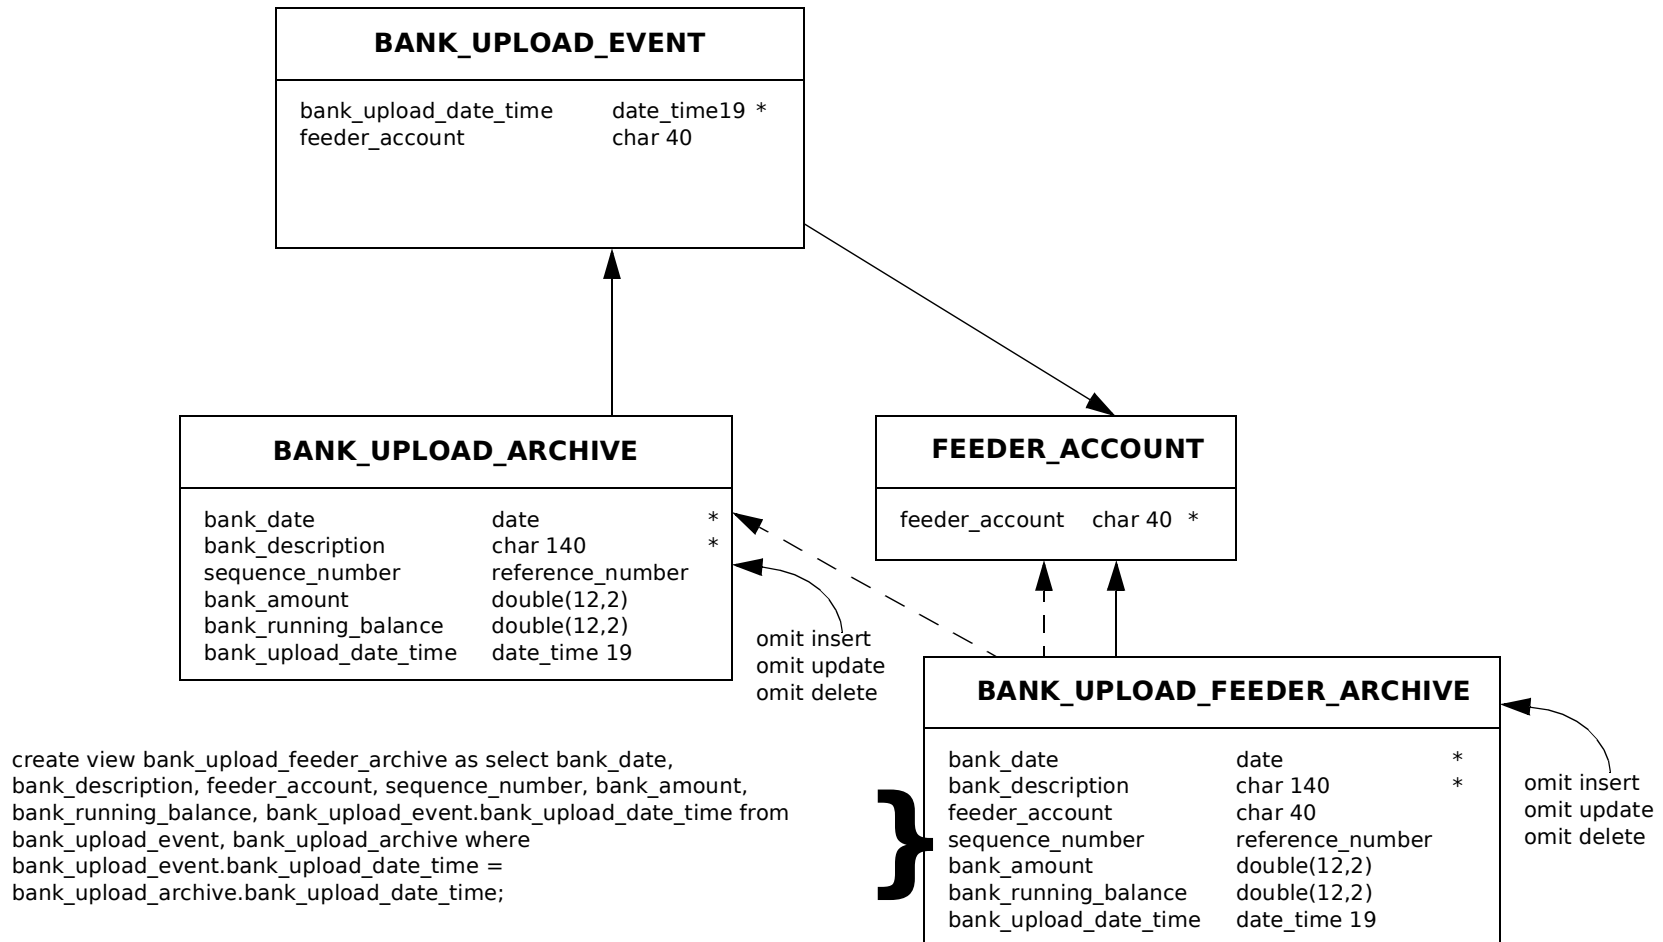 BANK_UPLOAD_EVENT
bank_upload_date_time date_time19 *
feeder_account char 40
BANK_UPLOAD_ARCHIVE
bank_date date *
bank_description char 140 *
sequence_number reference_number
bank_amount double(12,2)
bank_running_balance double(12,2)
bank_upload_date_time date_time 19
FEEDER_ACCOUNT
feeder_account char 40 *
omit insert
omit update
omit delete
BANK_UPLOAD_FEEDER_ARCHIVE
bank_date date *
bank_description char 140 *
feeder_account char 40
sequence_number reference_number
bank_amount double(12,2)
bank_running_balance double(12,2)
bank_upload_date_time date_time 19
omit insert
omit update
omit delete
create view bank_upload_feeder_archive as select bank_date,
bank_description, feeder_account, sequence_number, bank_amount,
bank_running_balance, bank_upload_event.bank_upload_date_time from
bank_upload_event, bank_upload_archive where
bank_upload_event.bank_upload_date_time =
bank_upload_archive.bank_upload_date_time;
}